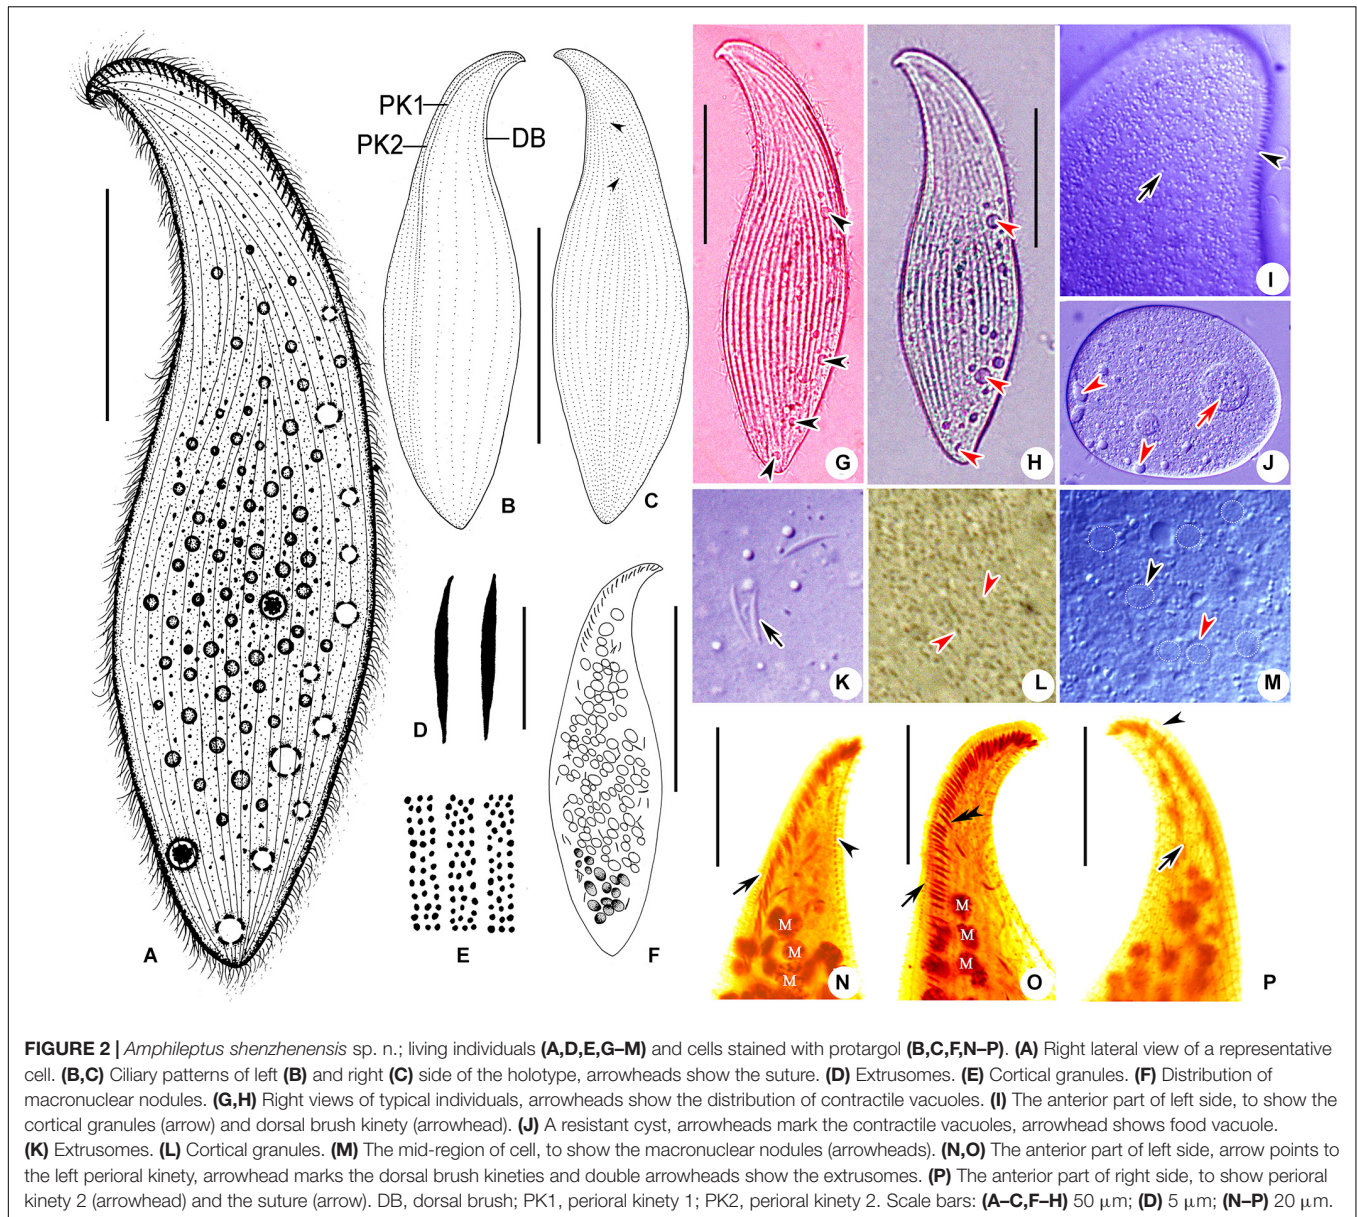 PK1
PK2
DB
A
B
C
D
E
F
G
H
I
J
K
L
M
M
M
M
N
M
M
M
O
P
FIGURE 2 | Amphileptus shenzhenensis sp. n.; living individuals (A,D,E,G–M) and cells stained with protargol (B,C,F,N–P). (A) Right lateral view of a representative
cell. (B,C) Ciliary patterns of left (B) and right (C) side of the holotype, arrowheads show the suture. (D) Extrusomes. (E) Cortical granules. (F) Distribution of
macronuclear nodules. (G,H) Right views of typical individuals, arrowheads show the distribution of contractile vacuoles. (I) The anterior part of left side, to show the
cortical granules (arrow) and dorsal brush kinety (arrowhead). (J) A resistant cyst, arrowheads mark the contractile vacuoles, arrowhead shows food vacuole.
(K) Extrusomes. (L) Cortical granules. (M) The mid-region of cell, to show the macronuclear nodules (arrowheads). (N,O) The anterior part of left side, arrow points to
the left perioral kinety, arrowhead marks the dorsal brush kineties and double arrowheads show the extrusomes. (P) The anterior part of right side, to show perioral
kinety 2 (arrowhead) and the suture (arrow). DB, dorsal brush; PK1, perioral kinety 1; PK2, perioral kinety 2. Scale bars: (A–C,F–H) 50 μm; (D) 5 μm; (N–P) 20 μm.